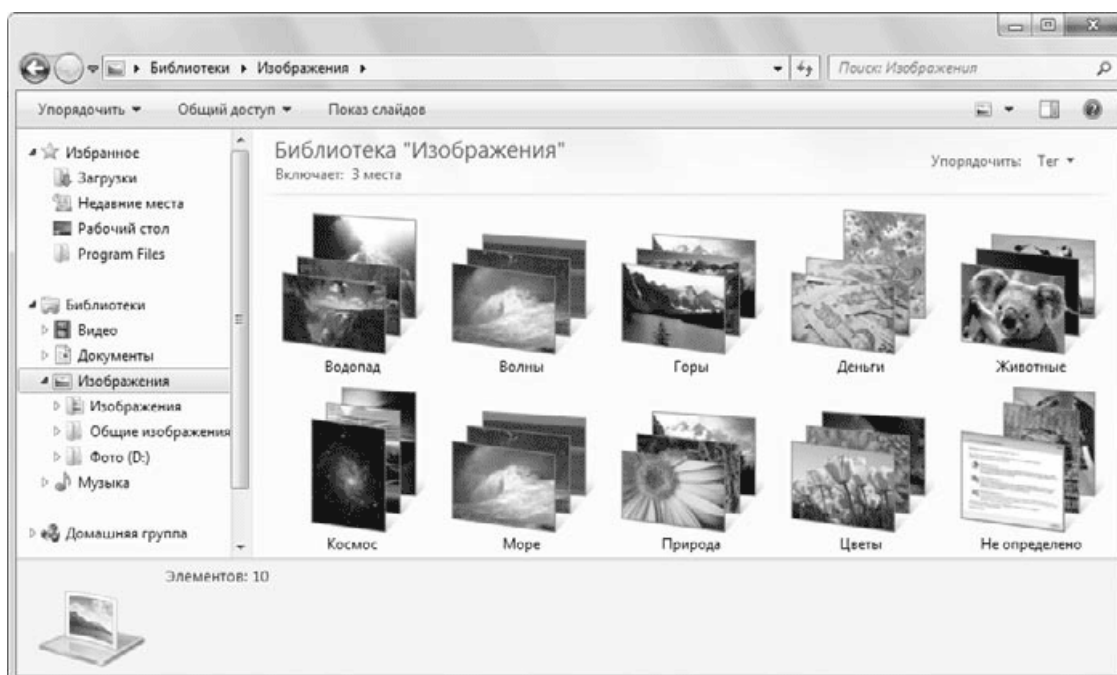 Библиотеки Изображения
Поиск: Изображения
Упорядочить Общий доступ Показ слайдов
Избранное
Загрузки
Недавние места
Рабочий стол
Program Files
Библиотеки
Видео
Документы
Изображения
Изображения
Общие изображения
Фото (D:)
Музыка
Домашняя группа
Библиотека "Изображения"
Включает: 3 места
Упорядочить: Тег
Водопад Волны Горы Деньги Животные
Космос Море Природа Цветы Не определено
Элементов: 10